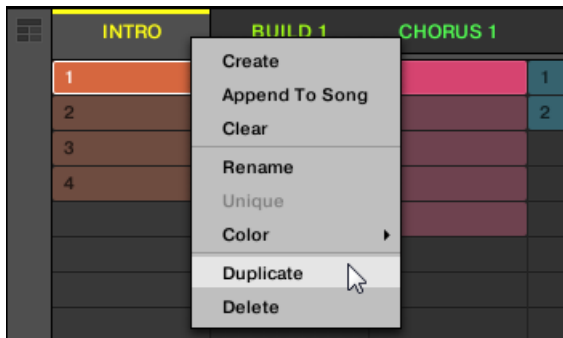 INTRO BUILD 1 CHORUS 1
1 1
2 2
3
4
Create
Append To Song
Clear
Rename
Unique
Color
Duplicate
Delete